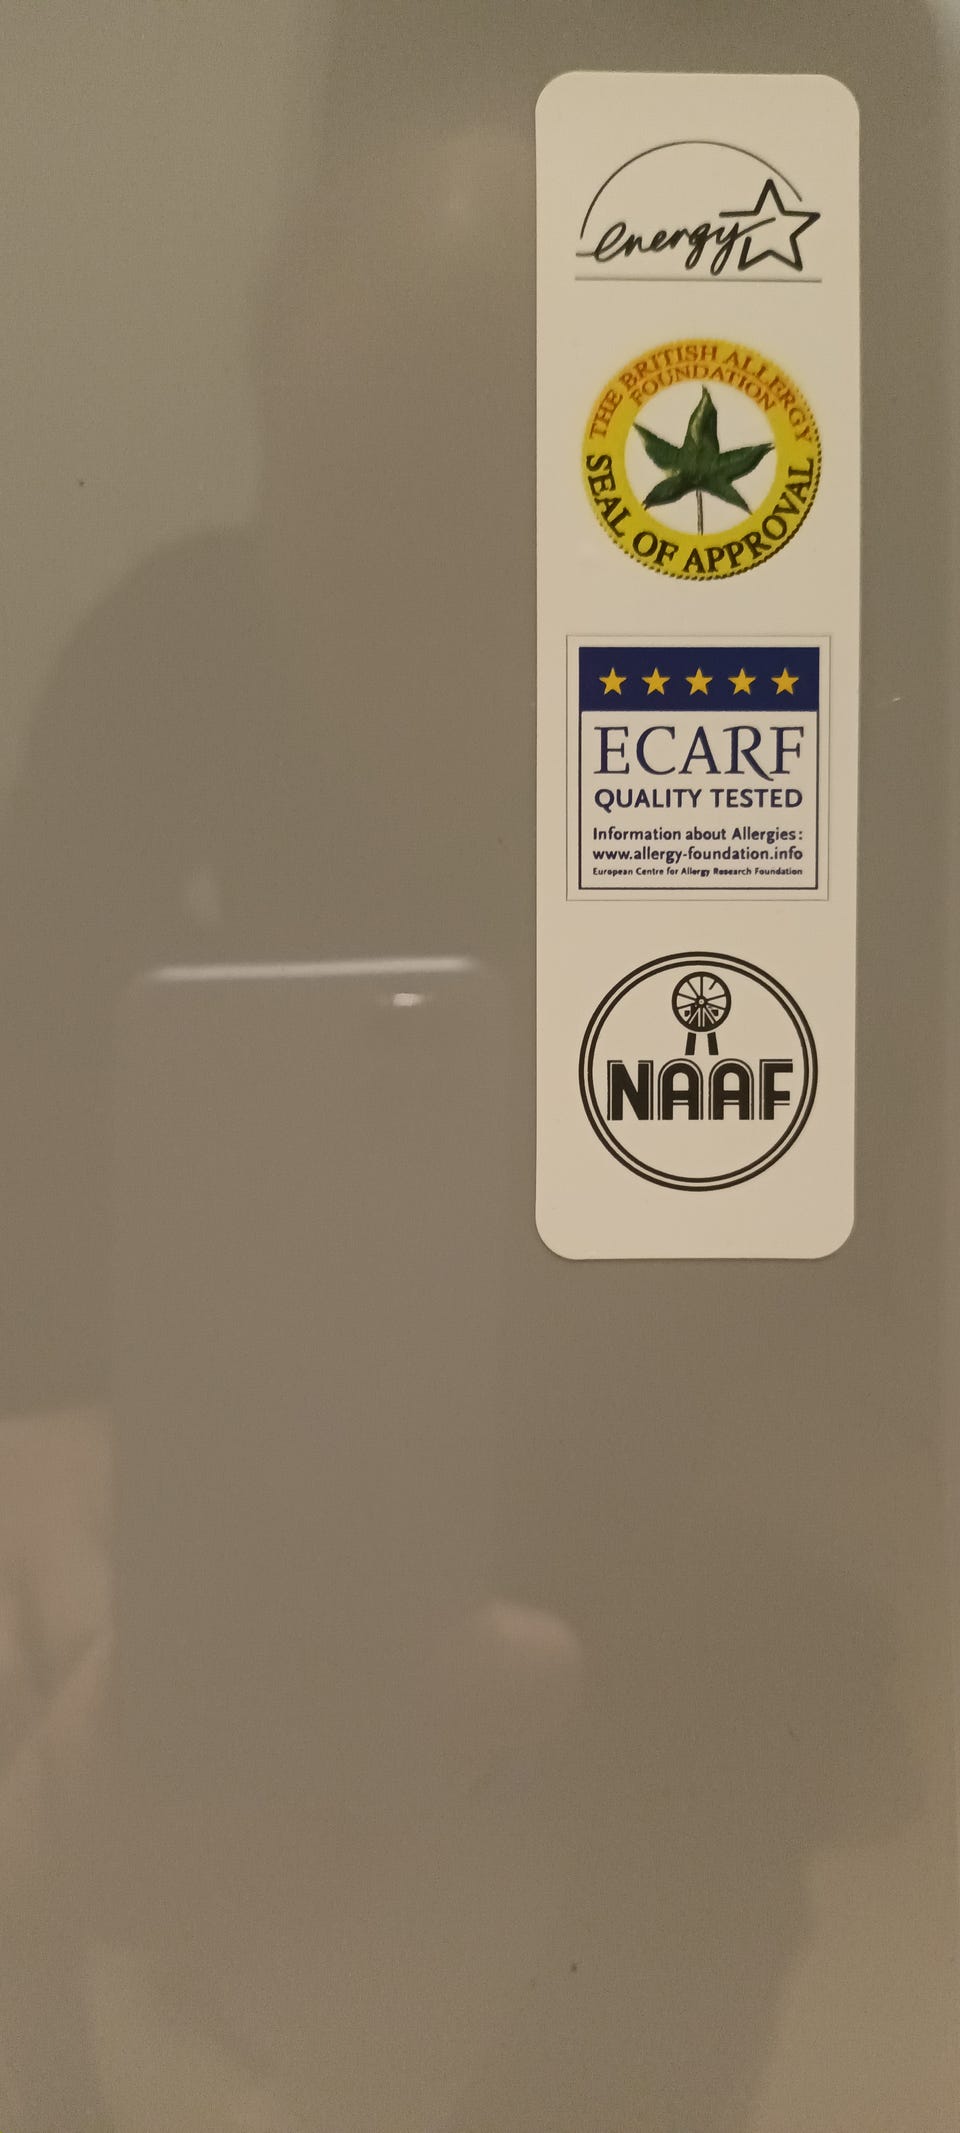 energy
THE BRITISH ALLERGY
FOUNDATION
SEAL OF APPROVAL
ECARF
QUALITY TESTED
Information about Allergies:
www.allergy-foundation.info
European Centre for Allergy Research Foundation
NAAF